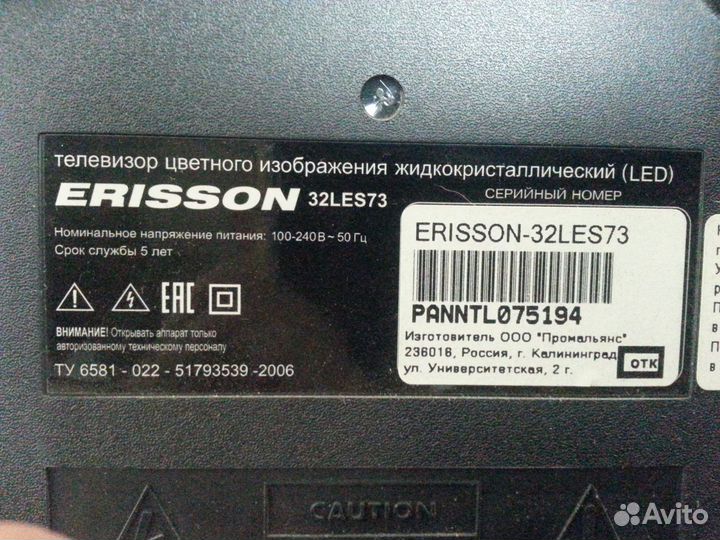 телевизор цветного изображения жидкокристаллический (LED)
ERISSON 32LES73
Номинальное напряжение питания: 100-240В ~ 50 Гц
Срок службы 5 лет
EAC
ВНИМАНИЕ! Открывать аппарат только
авторизованному техническому персоналу
ТУ 6581 - 022 - 51793539 -2006
СЕРИЙНЫЙ НОМЕР
ERISSON-32LES73
PANNTL075194
Изготовитель ООО "Промальянс"
236018, Россия, г. Калининград
ул. Университетская, 2 г.
ОТК
CAUTION
Avito